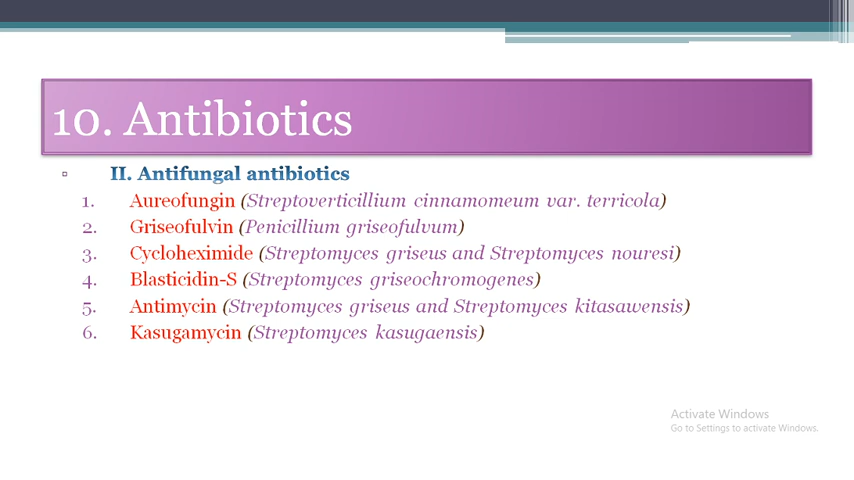 10. Antibiotics
II. Antifungal antibiotics
1. Aureofungin (Streptoverticillium cinnamomeum var. terricola)
2. Griseofulvin (Penicillium griseofulvum)
3. Cycloheximide (Streptomyces griseus and Streptomyces nouresi)
4. Blasticidin-S (Streptomyces griseochromogenes)
5. Antimycin (Streptomyces griseus and Streptomyces kitasawensis)
6. Kasugamycin (Streptomyces kasugaensis)
Activate Windows
Go to Settings to activate Windows.